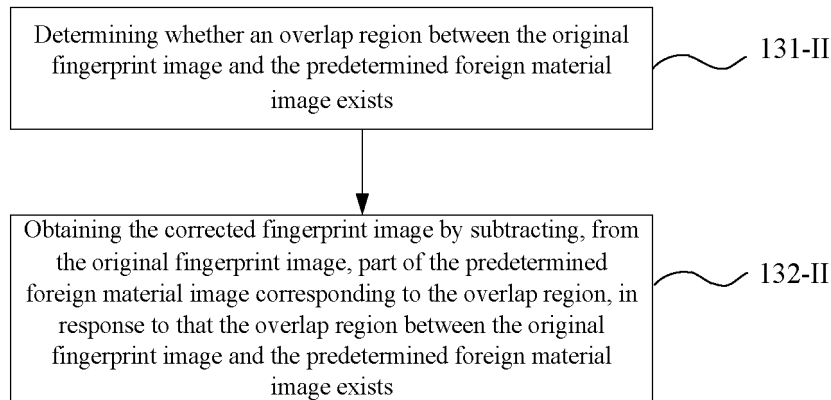 Determining whether an overlap region between the original
fingerprint image and the predetermined foreign material
image exists
131-II
Obtaining the corrected fingerprint image by subtracting, from
the original fingerprint image, part of the predetermined
foreign material image corresponding to the overlap region, in
response to that the overlap region between the original
fingerprint image and the predetermined foreign material
image exists
132-II